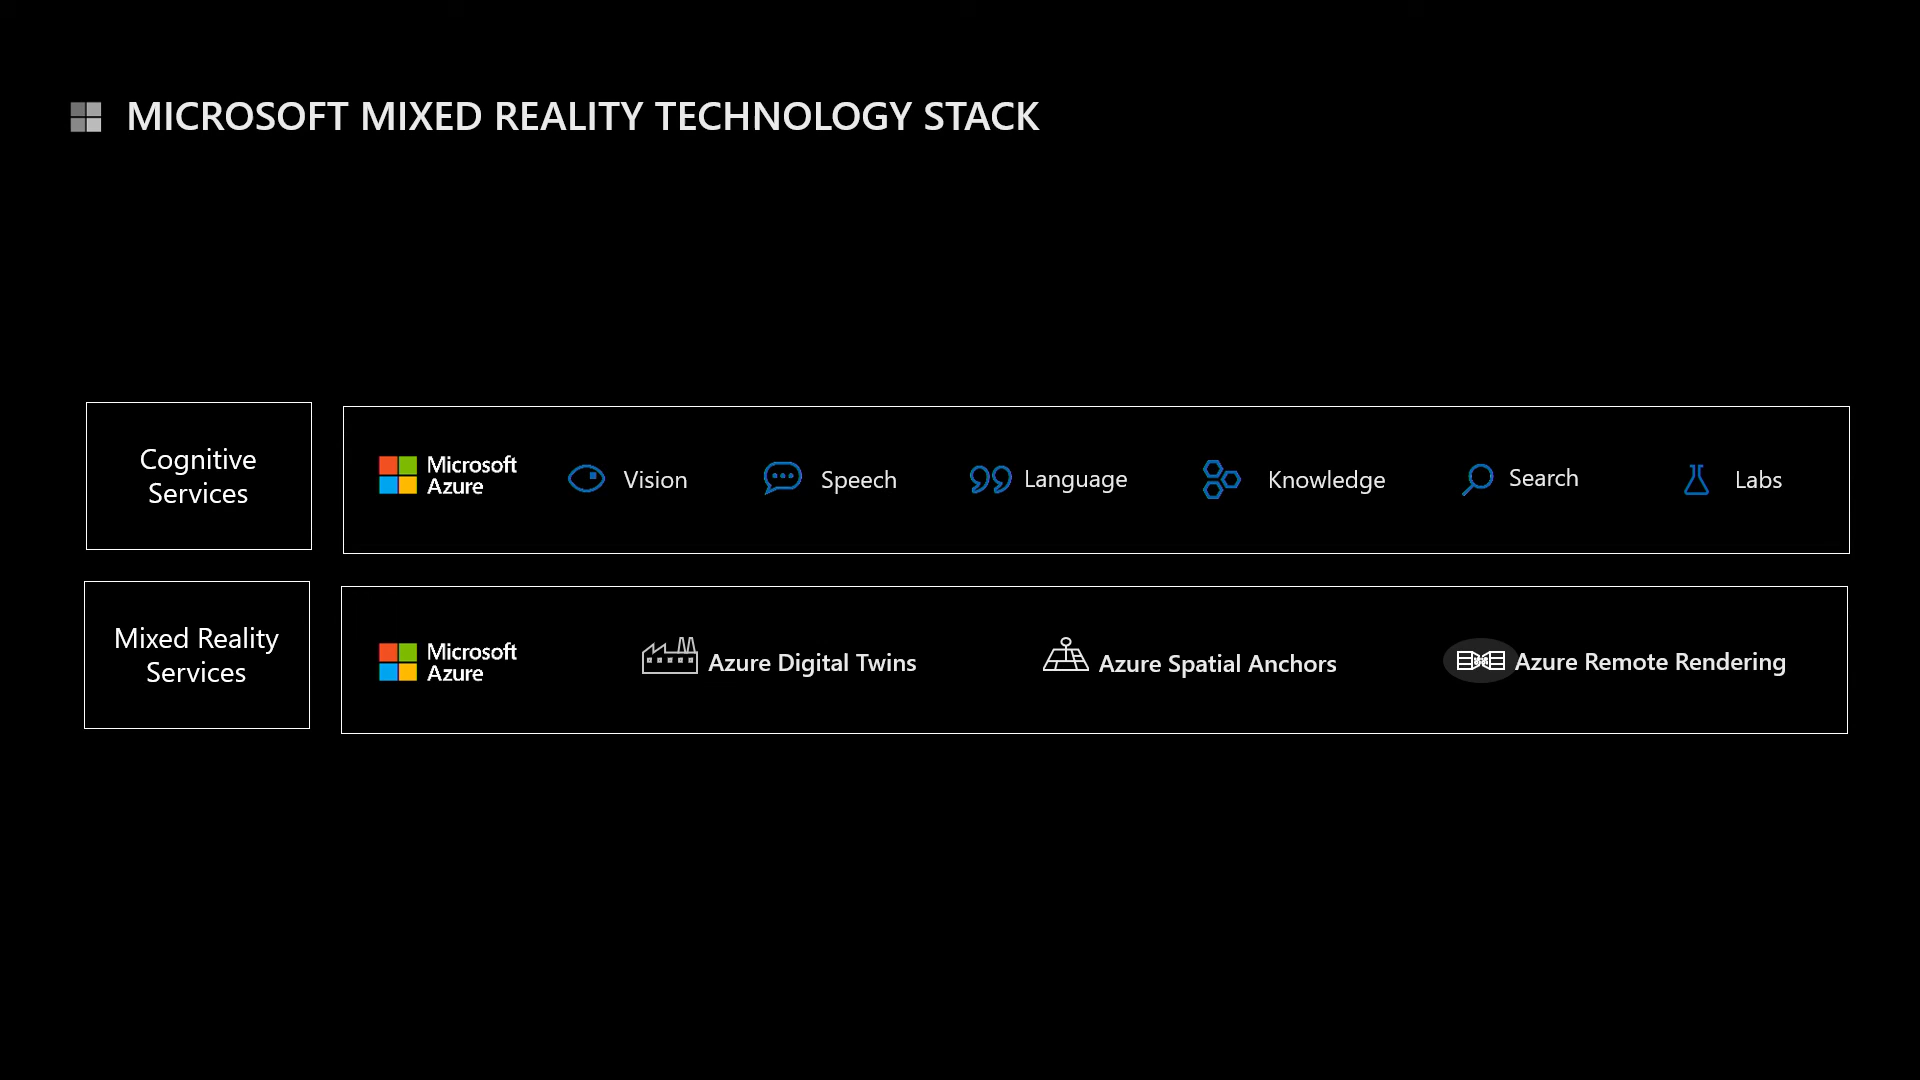 MICROSOFT MIXED REALITY TECHNOLOGY STACK
Cognitive
Services
Microsoft
Azure
Vision
Speech
Language
Knowledge
Search
Labs
Mixed Reality
Services
Microsoft
Azure
Azure Digital Twins
Azure Spatial Anchors
Azure Remote Rendering